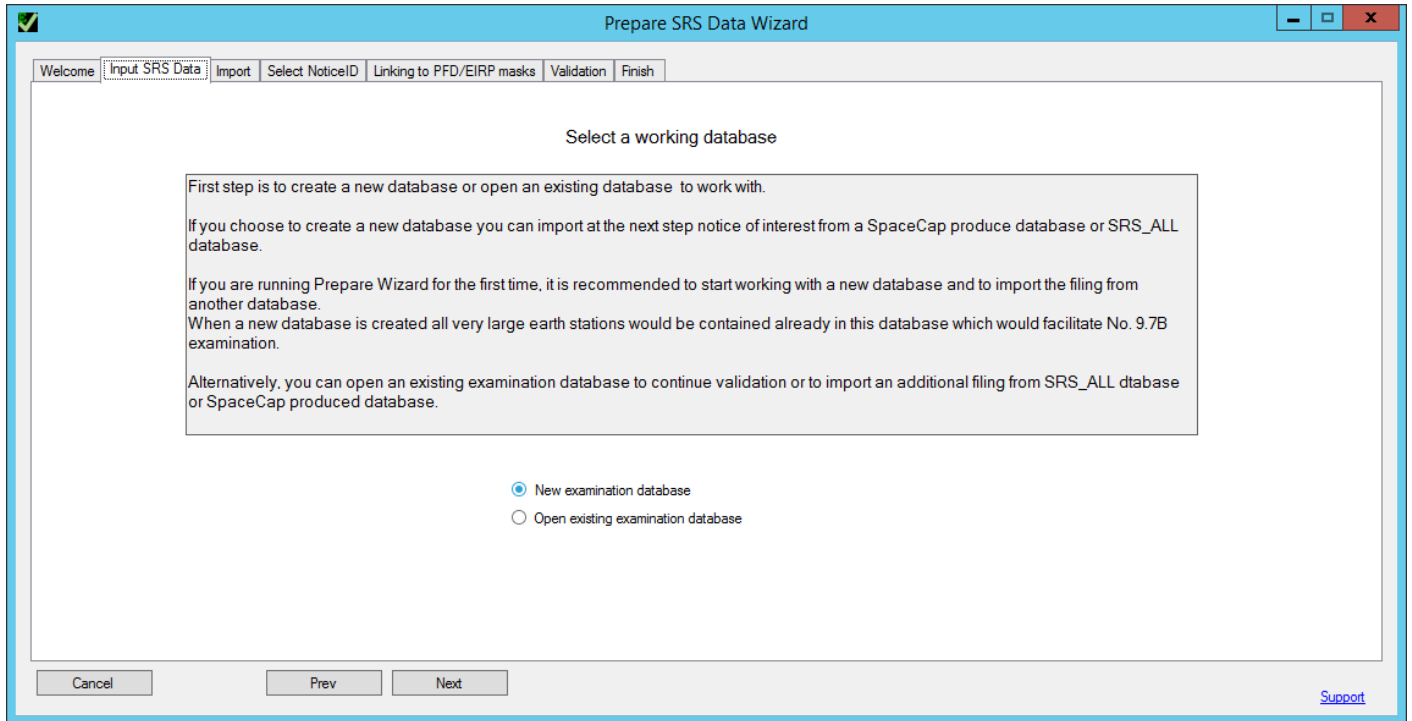 Prepare SRS Data Wizard
Welcome Input SRS Data Import Select NoticeID Linking to PFD/EIRP masks Validation Finish
Select a working database
First step is to create a new database or open an existing database to work with.
If you choose to create a new database you can import at the next step notice of interest from a SpaceCap produce database or SRS_ALL
database.
If you are running Prepare Wizard for the first time, it is recommended to start working with a new database and to import the filing from
another database.
When a new database is created all very large earth stations would be contained already in this database which would facilitate No. 9.7B
examination.
Alternatively, you can open an existing examination database to continue validation or to import an additional filing from SRS_ALL dtabase
or SpaceCap produced database.
New examination database
Open existing examination database
Cancel Prev Next
Support